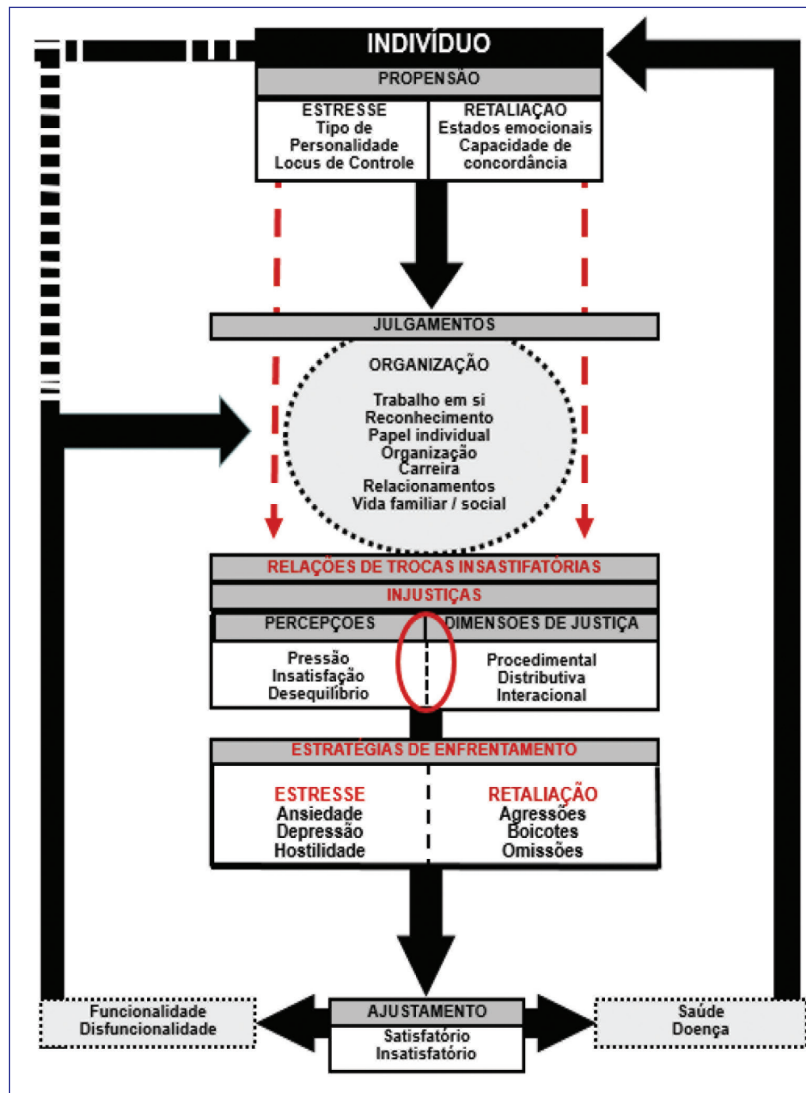 INDIVÍDUO
PROPENSÃO
ESTRESSE
Tipo de
Personalidade
Locus de Controle
RETALIAÇAO
Estados emocionais
Capacidade de
concordância
JULGAMENTOS
ORGANIZAÇÃO
Trabalho em si
Reconhecimento
Papel individual
Organização
Carreira
Relacionamentos
Vida familiar / social
RELAÇÕES DE TROCAS INSASTIFATÓRIAS
INJUSTIÇAS
PERCEPÇOES
Pressão
Insatisfação
Desequilíbrio
DIMENSOES DE JUSTIÇA
Procedimental
Distributiva
Interacional
ESTRATÉGIAS DE ENFRENTAMENTO
ESTRESSE
Ansiedade
Depressão
Hostilidade
RETALIAÇÃO
Agressões
Boicotes
Omissões
Funcionalidade
Disfuncionalidade
AJUSTAMENTO
Satisfatório
Insatisfatório
Saúde
Doença